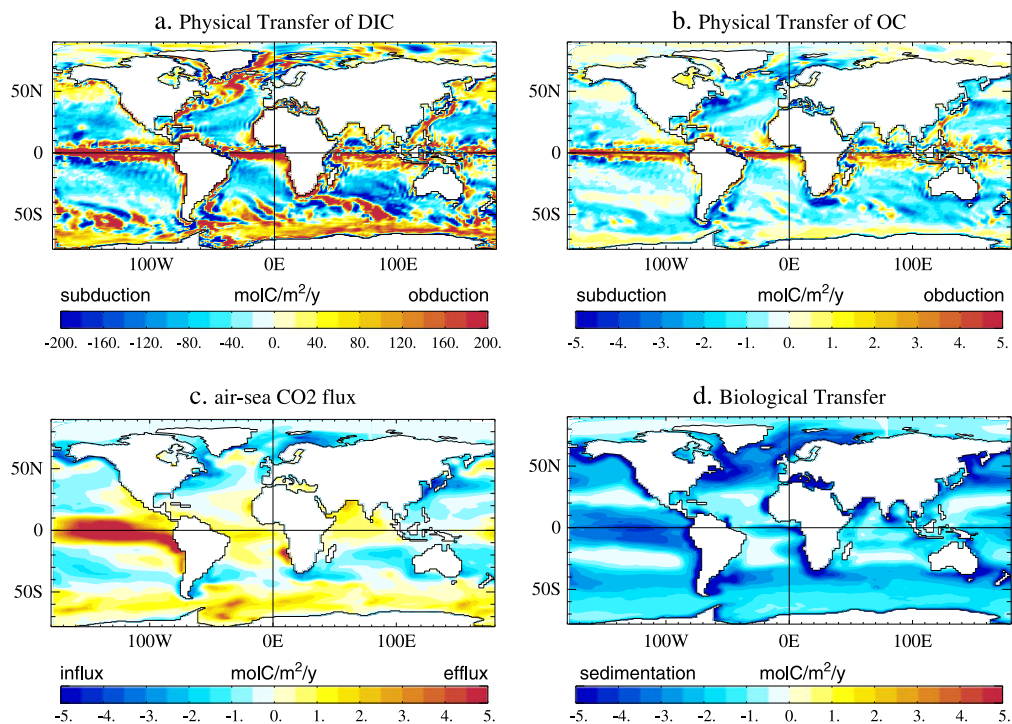 a. Physical Transfer of DIC
50N
0
50S
100W 0E 100E
subduction molC/m²/y obduction
-200. -160. -120. -80. -40. 0. 40. 80. 120. 160. 200.
b. Physical Transfer of OC
50N
0
50S
100W 0E 100E
subduction molC/m²/y obduction
-5. -4. -3. -2. -1. 0. 1. 2. 3. 4. 5.
c. air-sea CO2 flux
50N
0
50S
100W 0E 100E
influx molC/m²/y efflux
-5. -4. -3. -2. -1. 0. 1. 2. 3. 4. 5.
d. Biological Transfer
50N
0
50S
100W 0E 100E
sedimentation molC/m²/y
-5. -4. -3. -2. -1. 0. 1. 2. 3. 4. 5.